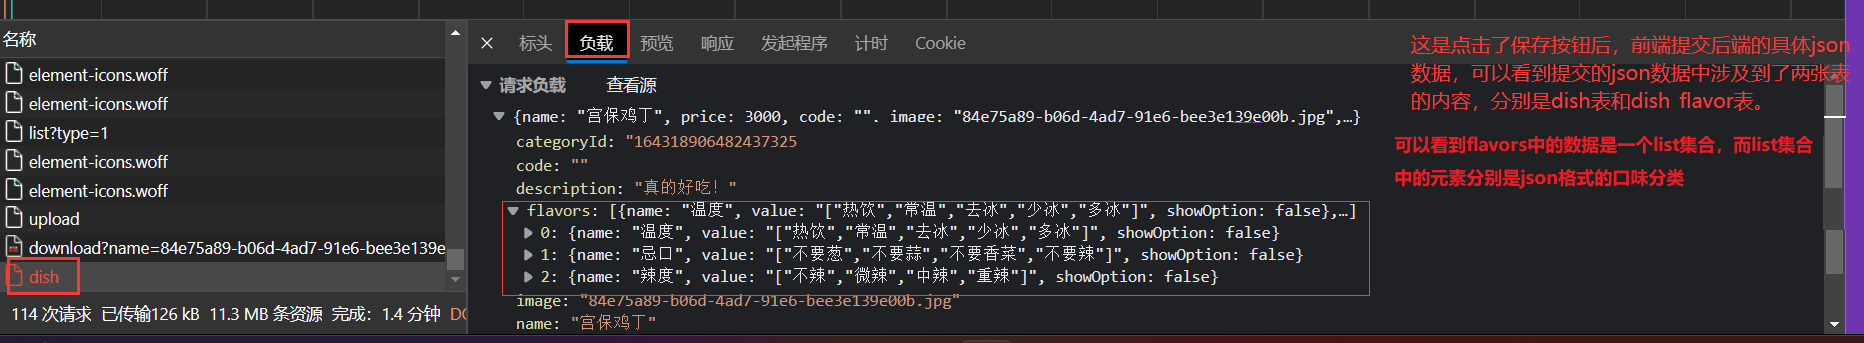 名称
element-icons.woff
element-icons.woff
list?type=1
element-icons.woff
element-icons.woff
upload
download?name=84e75a89-b06d-4ad7-91e6-bee3e139e
dish
114 次请求 已传输126 kB 11.3 MB 条资源 完成：1.4 分钟 DO
标头 负载 预览 响应 发起程序 计时 Cookie
请求负载 查看源
{name: "宫保鸡丁", price: 3000, code: "", image: "84e75a89-b06d-4ad7-91e6-bee3e139e00b.jpg",…}
categoryId: "164318906482437325
code: ""
description: "真的好吃！"
flavors: [{name: "温度", value: "["热饮","常温","去冰","少冰","多冰"]", showOption: false},…]
0: {name: "温度", value: "["热饮","常温","去冰","少冰","多冰"]", showOption: false}
1: {name: "忌口", value: "["不要葱","不要蒜","不要香菜","不要辣"]", showOption: false}
2: {name: "辣度", value: "["不辣","微辣","中辣","重辣"]", showOption: false}
image: "84e75a89-b06d-4ad7-91e6-bee3e139e00b.jpg"
name: "宫保鸡丁"
这是点击了保存按钮后，前端提交后端的具体json
数据，可以看到提交的json数据中涉及到了两张表
的内容，分别是dish表和dish flavor表。
可以看到flavors中的数据是一个list集合，而list集合
中的元素分别是json格式的口味分类